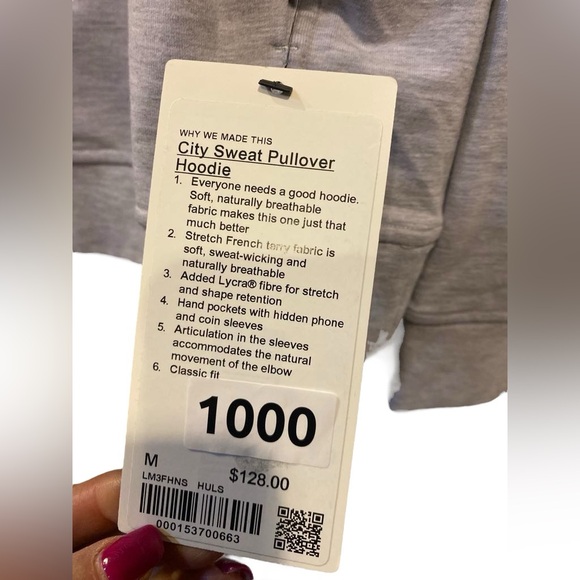 WHY WE MADE THIS
City Sweat Pullover
Hoodie
1. Everyone needs a good hoodie.
Soft, naturally breathable
fabric makes this one just that
much better
2. Stretch French terry fabric is
soft, sweat-wicking and
naturally breathable
3. Added Lycra® fibre for stretch
and shape retention
4. Hand pockets with hidden phone
and coin sleeves
5. Articulation in the sleeves
accommodates the natural
movement of the elbow
6. Classic fit
1000
M $128.00
LM3FHNS HULS
000153700663